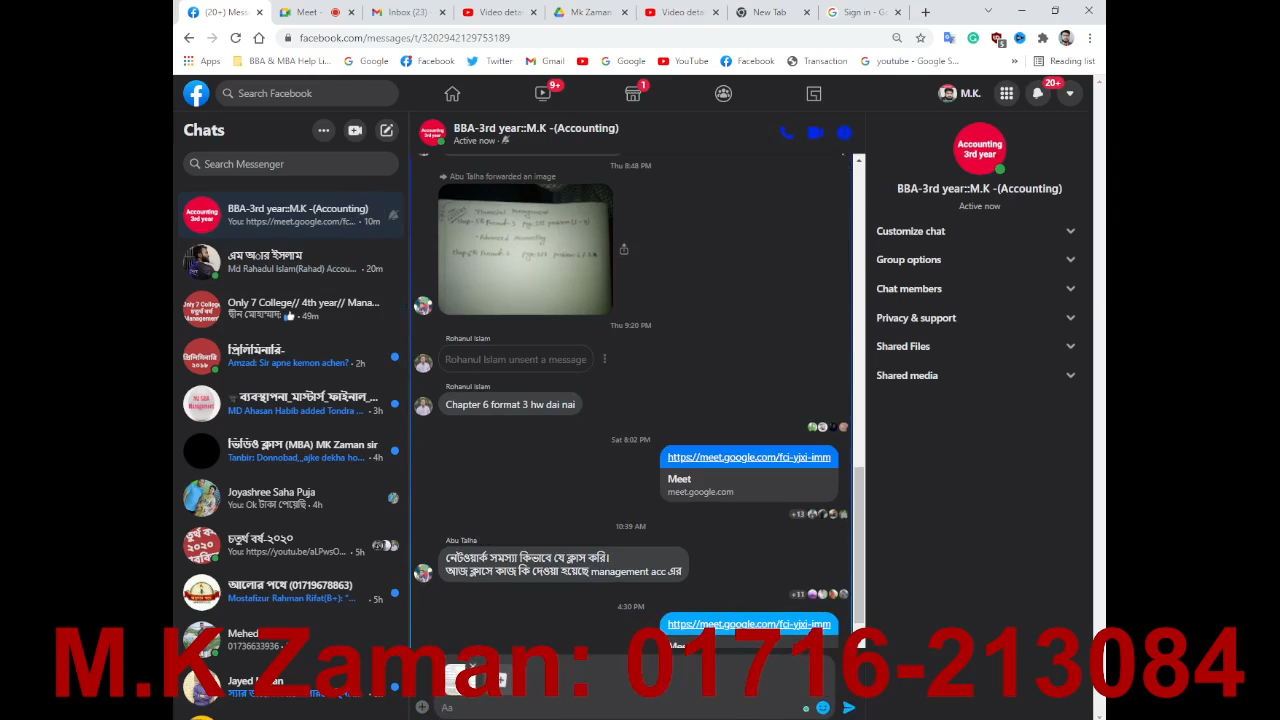 (20+) Messe
Meet -
Inbox (23) -
Video deta
Mk Zaman
Video deta
New Tab
Sign in - Go
facebook.com/messages/t/3202942129753189
Apps
BBA & MBA Help Li...
Google
Facebook
Twitter
Gmail
Google
YouTube
Facebook
Transaction
youtube - Google S...
Reading list
Search Facebook
9+
1
M.K.
20+
Chats
Search Messenger
BBA-3rd year::M.K -(Accounting)
You: https://meet.google.com/fc... · 10m
Md Rahadul Islam(Rahad) Accou... · 20m
Only 7 College// 4th year// Mana...
দ্বীন মোহাম্মদ: 👍 · 49m
প্রিলিমিনারি-
Amzad: Sir apne kemon achen? · 2h
ব্যবস্থাপনা_মাস্টার্স_ফাইনাল_...
MD Ahasan Habib added Tondra ... · 3h
ভিডিও ক্লাস (MBA) MK Zaman sir
Tanbir: Donnobad,,,ajke dekha ho... · 4h
Joyashree Saha Puja
You: Ok টাকা পেয়েছি · 4h
চতুর্থ বর্ষ-২০২০
You: https://youtu.be/aLPwsO... · 5h
আলোর পথে (01719678863)
Mostafizur Rahman Rifat(B+): "... · 5h
Mehed
01736633936
Jayed
Accounting 3rd year
BBA-3rd year::M.K -(Accounting)
Active now
Thu 8:48 PM
Abu Talha forwarded an image
Thu 9:20 PM
Rohanul Islam
Rohanul Islam unsent a message
Rohanul Islam
Chapter 6 format 3 hw dai nai
Sat 8:02 PM
https://meet.google.com/fci-yjxi-imm
Meet
meet.google.com
+13
10:39 AM
Abu Talha
নেটওয়ার্ক সমস্যা কিভাবে যে ক্লাস করি।
আজ ক্লাসে কাজ কি দেওয়া হয়েছে management acc এর
+11
4:30 PM
https://meet.google.com/fci-yjxi-imm
Aa
Accounting
3rd year
BBA-3rd year::M.K -(Accounting)
Active now
Customize chat
Group options
Chat members
Privacy & support
Shared Files
Shared media
M.K Zaman: 01716-213084